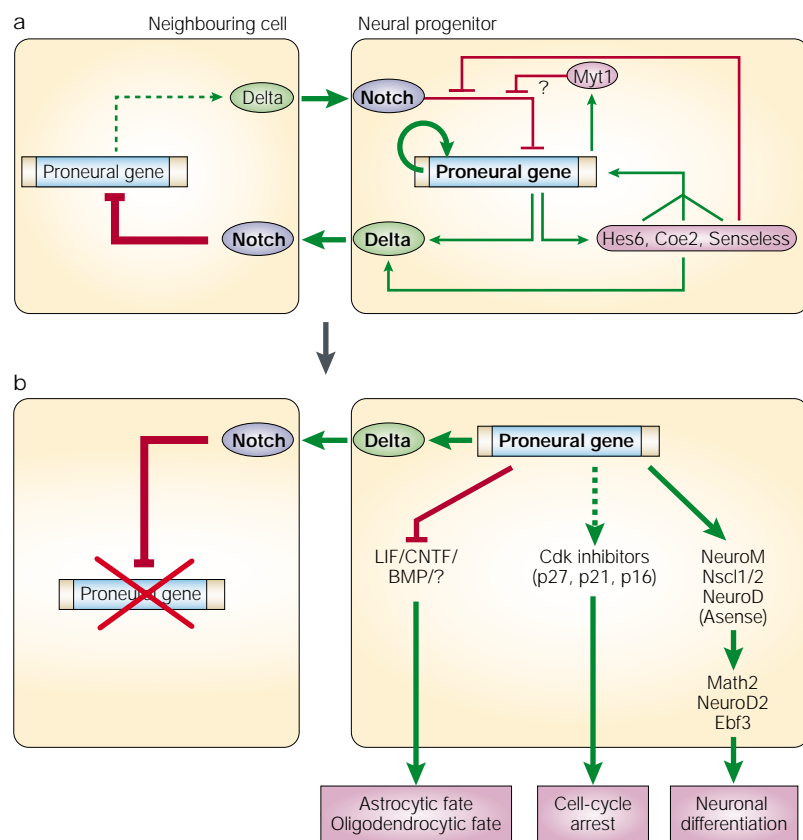 a
Neighbouring cell
Neural progenitor
Delta
Notch
Myt1
?
Proneural gene
Proneural gene
Notch
Delta
Hes6, Coe2, Senseless
b
Notch
Delta
Proneural gene
Proneural gene
LIF/CNTF/
BMP/?
Cdk inhibitors
(p27, p21, p16)
NeuroM
Nscl1/2
NeuroD
(Asense)
Math2
NeuroD2
Ebf3
Astrocytic fate
Oligodendrocytic fate
Cell-cycle
arrest
Neuronal
differentiation